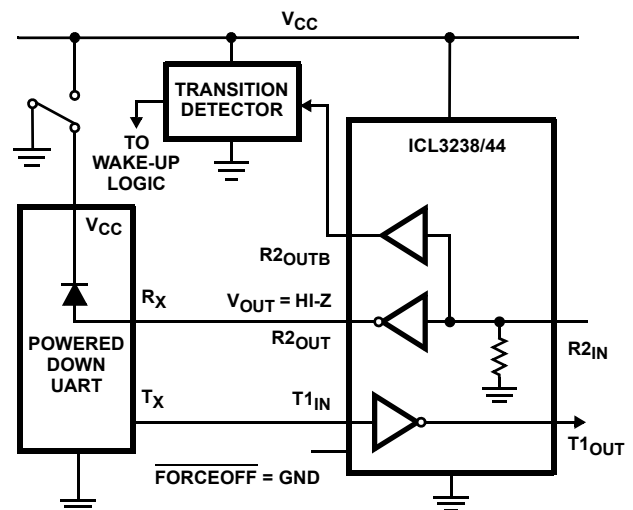 VCC
TRANSITION
DETECTOR
TO
WAKE-UP
LOGIC
ICL3238/44
VCC
R2OUTB
RX
VOUT = HI-Z
POWERED
DOWN
UART
R2OUT
R2IN
TX
T1IN
T1OUT
FORCEOFF = GND